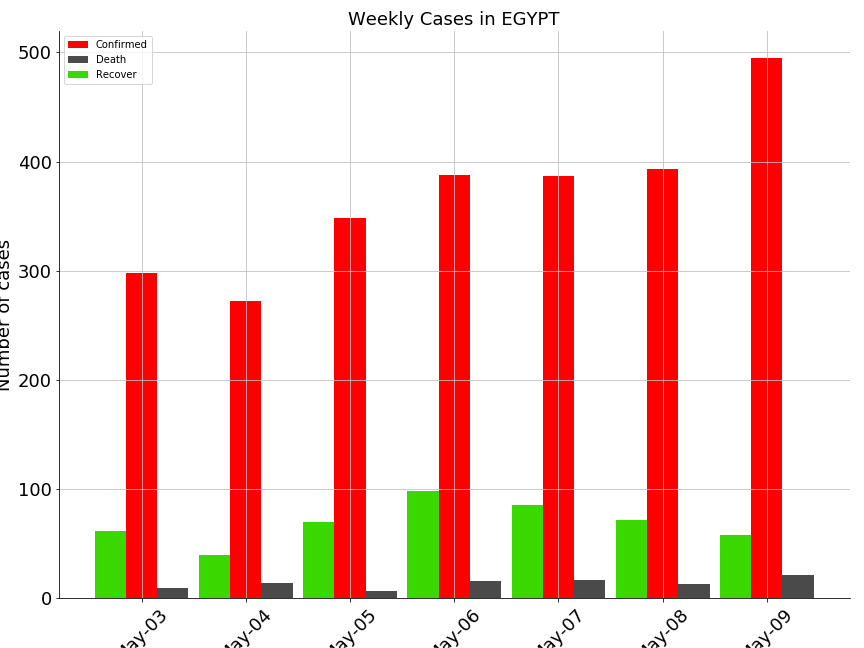 Weekly Cases in EGYPT
Confirmed
Death
Recover
500
400
300
200
100
0
Number of cases
May-03
May-04
May-05
May-06
May-07
May-08
May-09